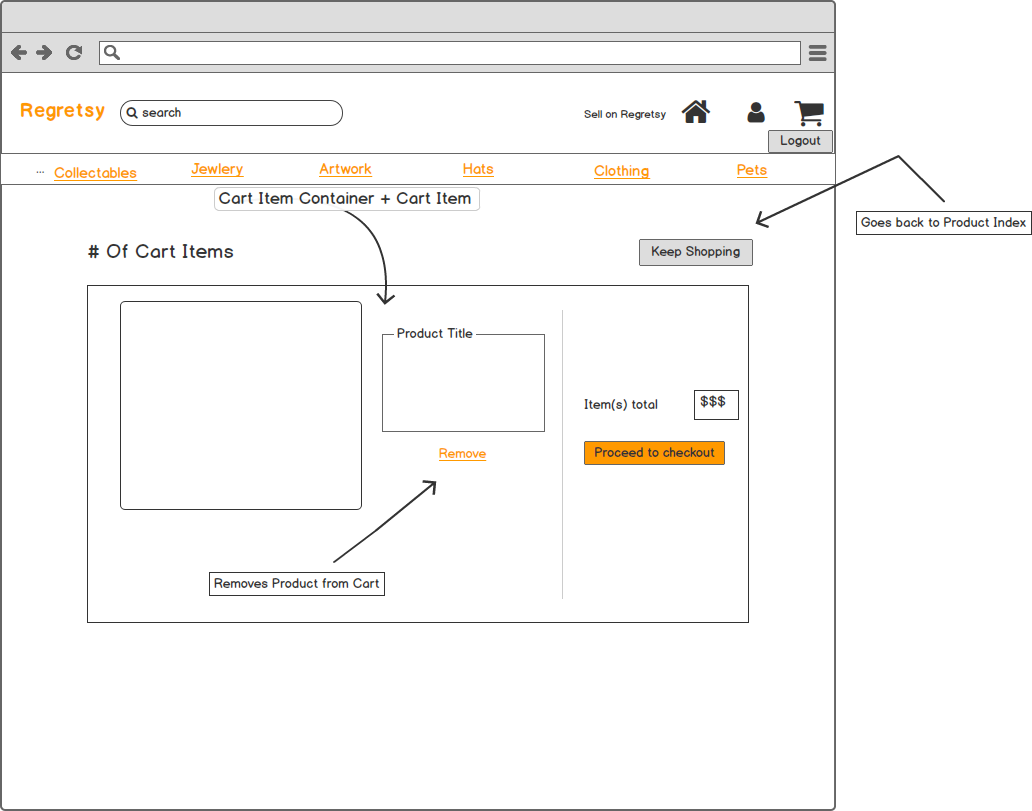 Regretsy
search
Sell on Regretsy
Logout
...
Collectables
Jewlery
Artwork
Hats
Clothing
Pets
Cart Item Container + Cart Item
Goes back to Product Index
# Of Cart Items
Keep Shopping
Product Title
Item(s) total
$$$
Remove
Proceed to checkout
Removes Product from Cart